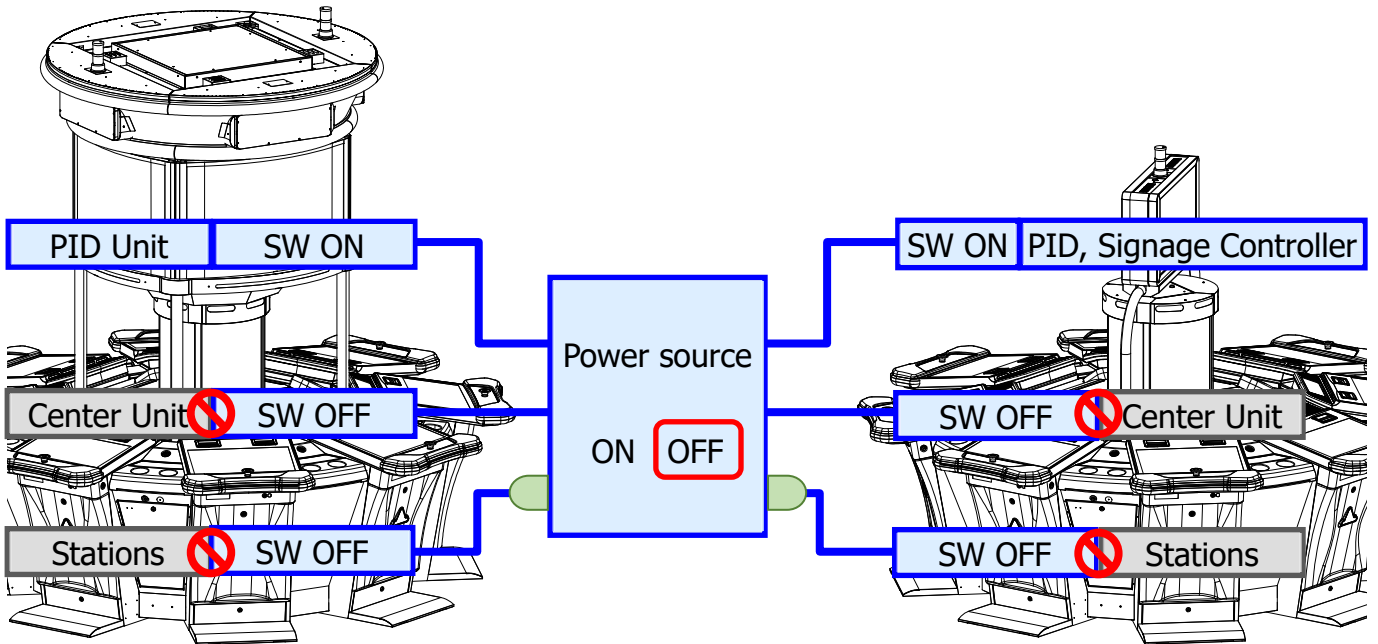 PID Unit SW ON
SW ON PID, Signage Controller
Power source
ON OFF
Center Unit SW OFF
SW OFF Center Unit
Stations SW OFF
SW OFF Stations